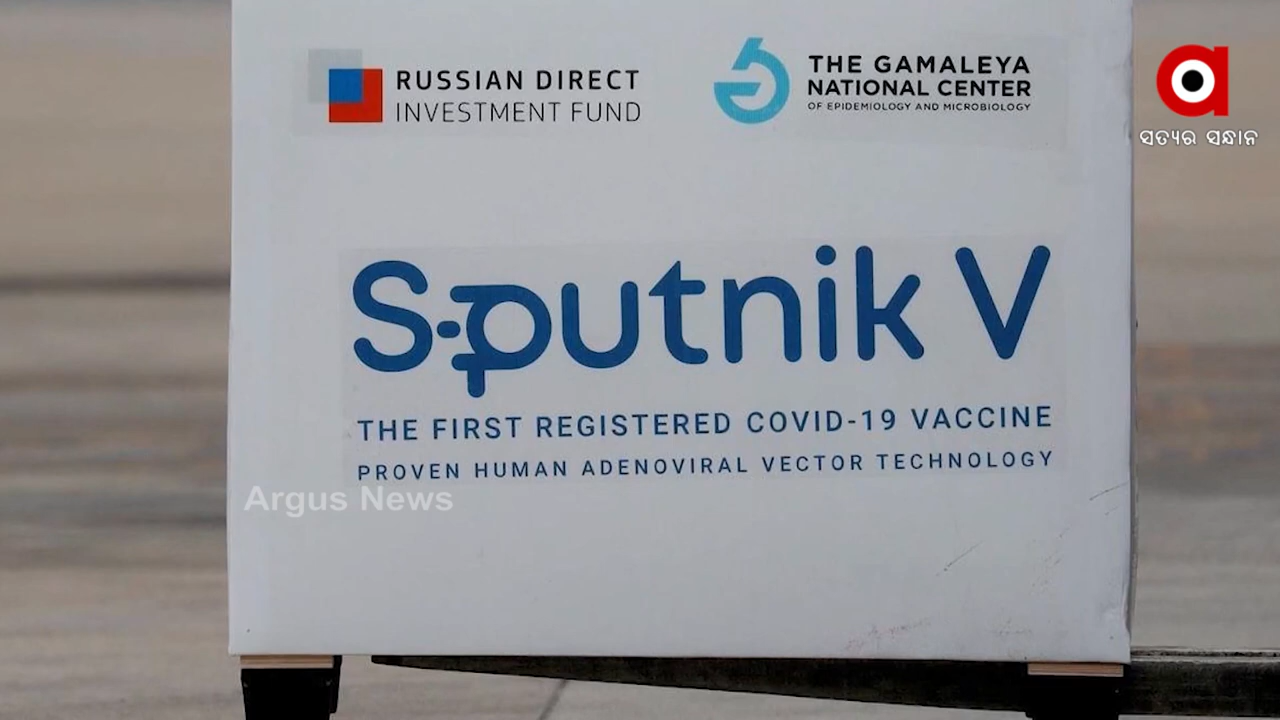 RUSSIAN DIRECT
INVESTMENT FUND
THE GAMALEYA
NATIONAL CENTER
OF EPIDEMIOLOGY AND MICROBIOLOGY
ସତ୍ୟର ସନ୍ଧାନ
Sputnik V
THE FIRST REGISTERED COVID-19 VACCINE
PROVEN HUMAN ADENOVIRAL VECTOR TECHNOLOGY
Argus News